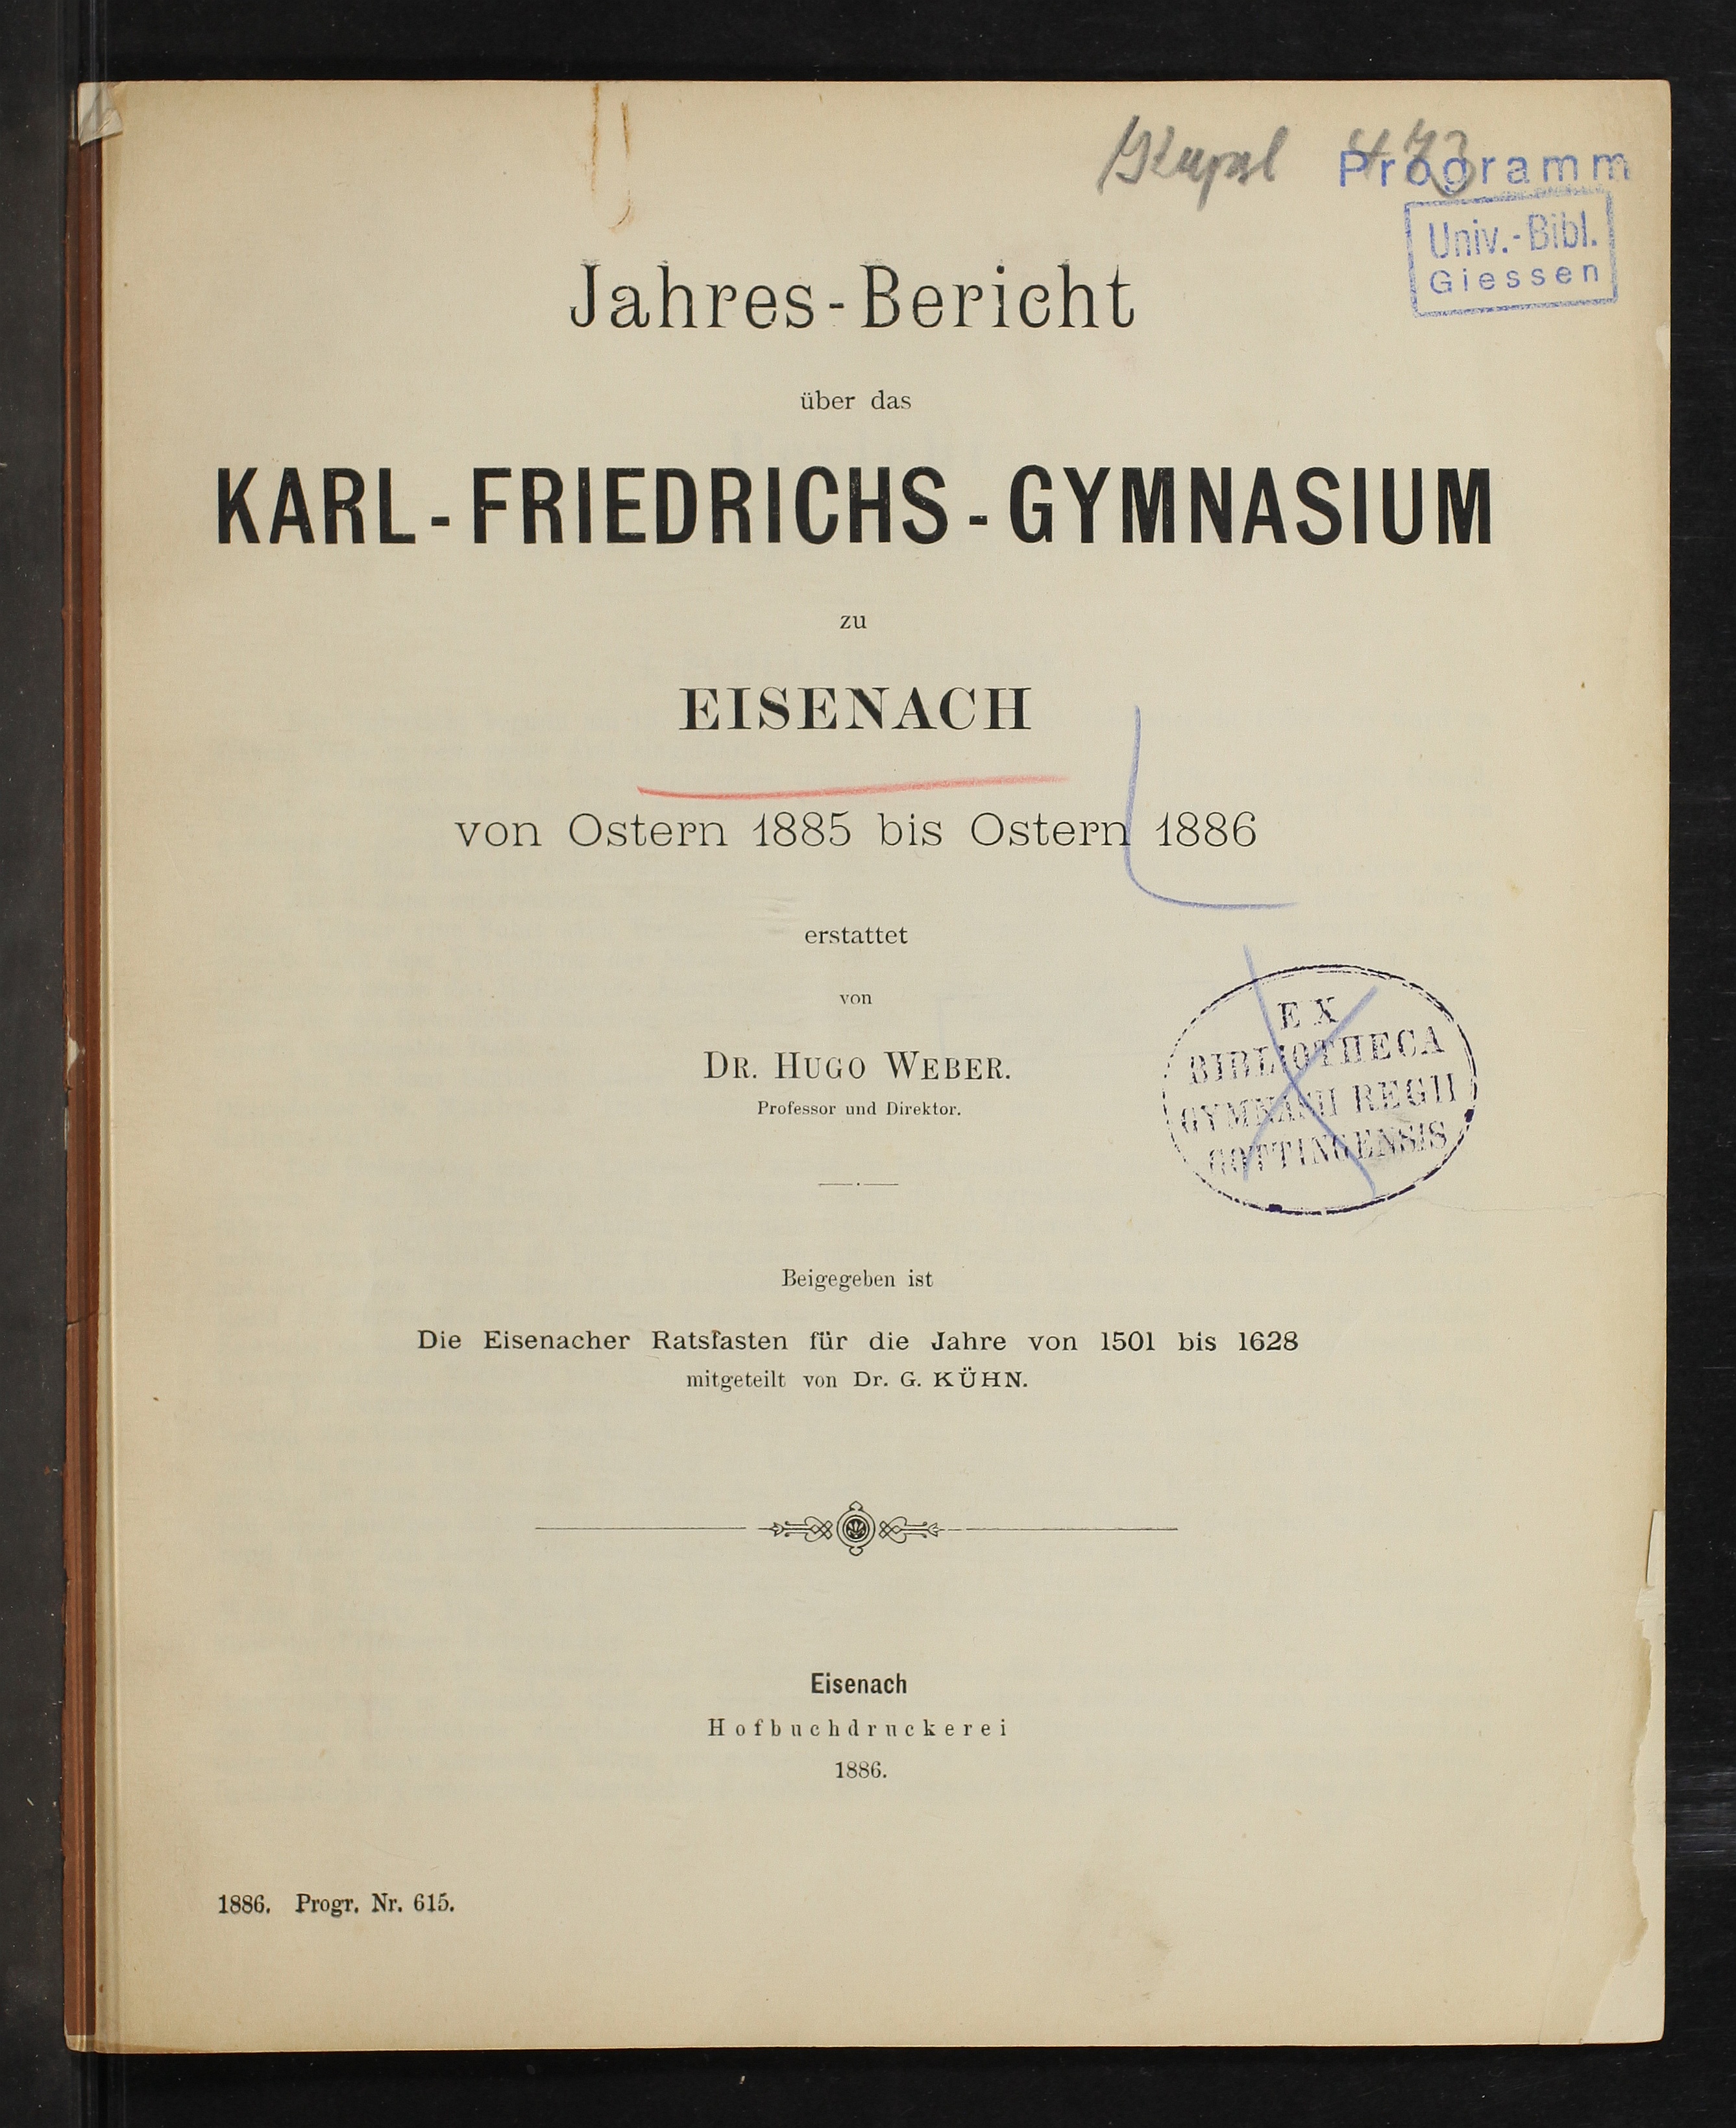 Kapsl 473
Programm
Univ.-Bibl.
Giessen
Jahres-Bericht
über das
KARL-FRIEDRICHS-GYMNASIUM
zu
EISENACH
von Ostern 1885 bis Ostern 1886
erstattet
von
DR. HUGO WEBER.
Professor und Direktor.
EX
BIBLIOTHECA
GYMNASII REGII
GOTTINGENSIS
Beigegeben ist
Die Eisenacher Ratsfasten für die Jahre von 1501 bis 1628
mitgeteilt von Dr. G. KÜHN.
Eisenach
Hofbuchdruckerei
1886.
1886. Progr. Nr. 615.